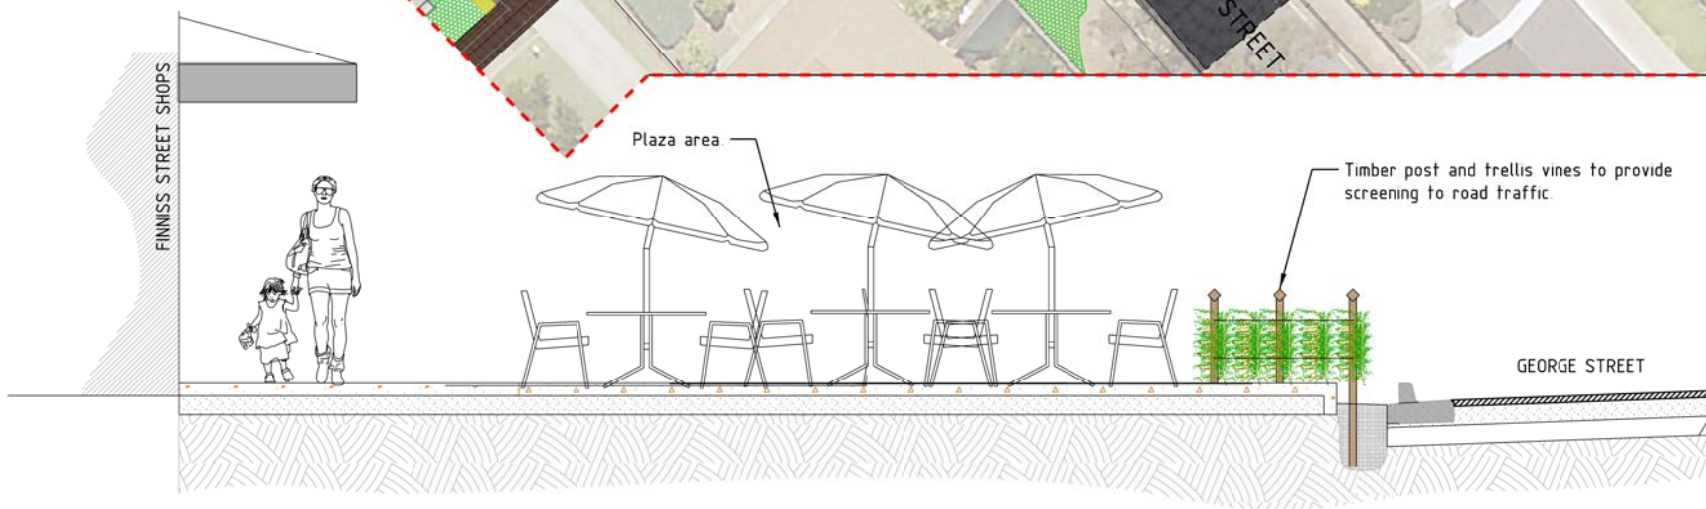 STREET
FINNISS STREET SHOPS
Plaza area.
Timber post and trellis vines to provide
screening to road traffic.
GEORGE STREET